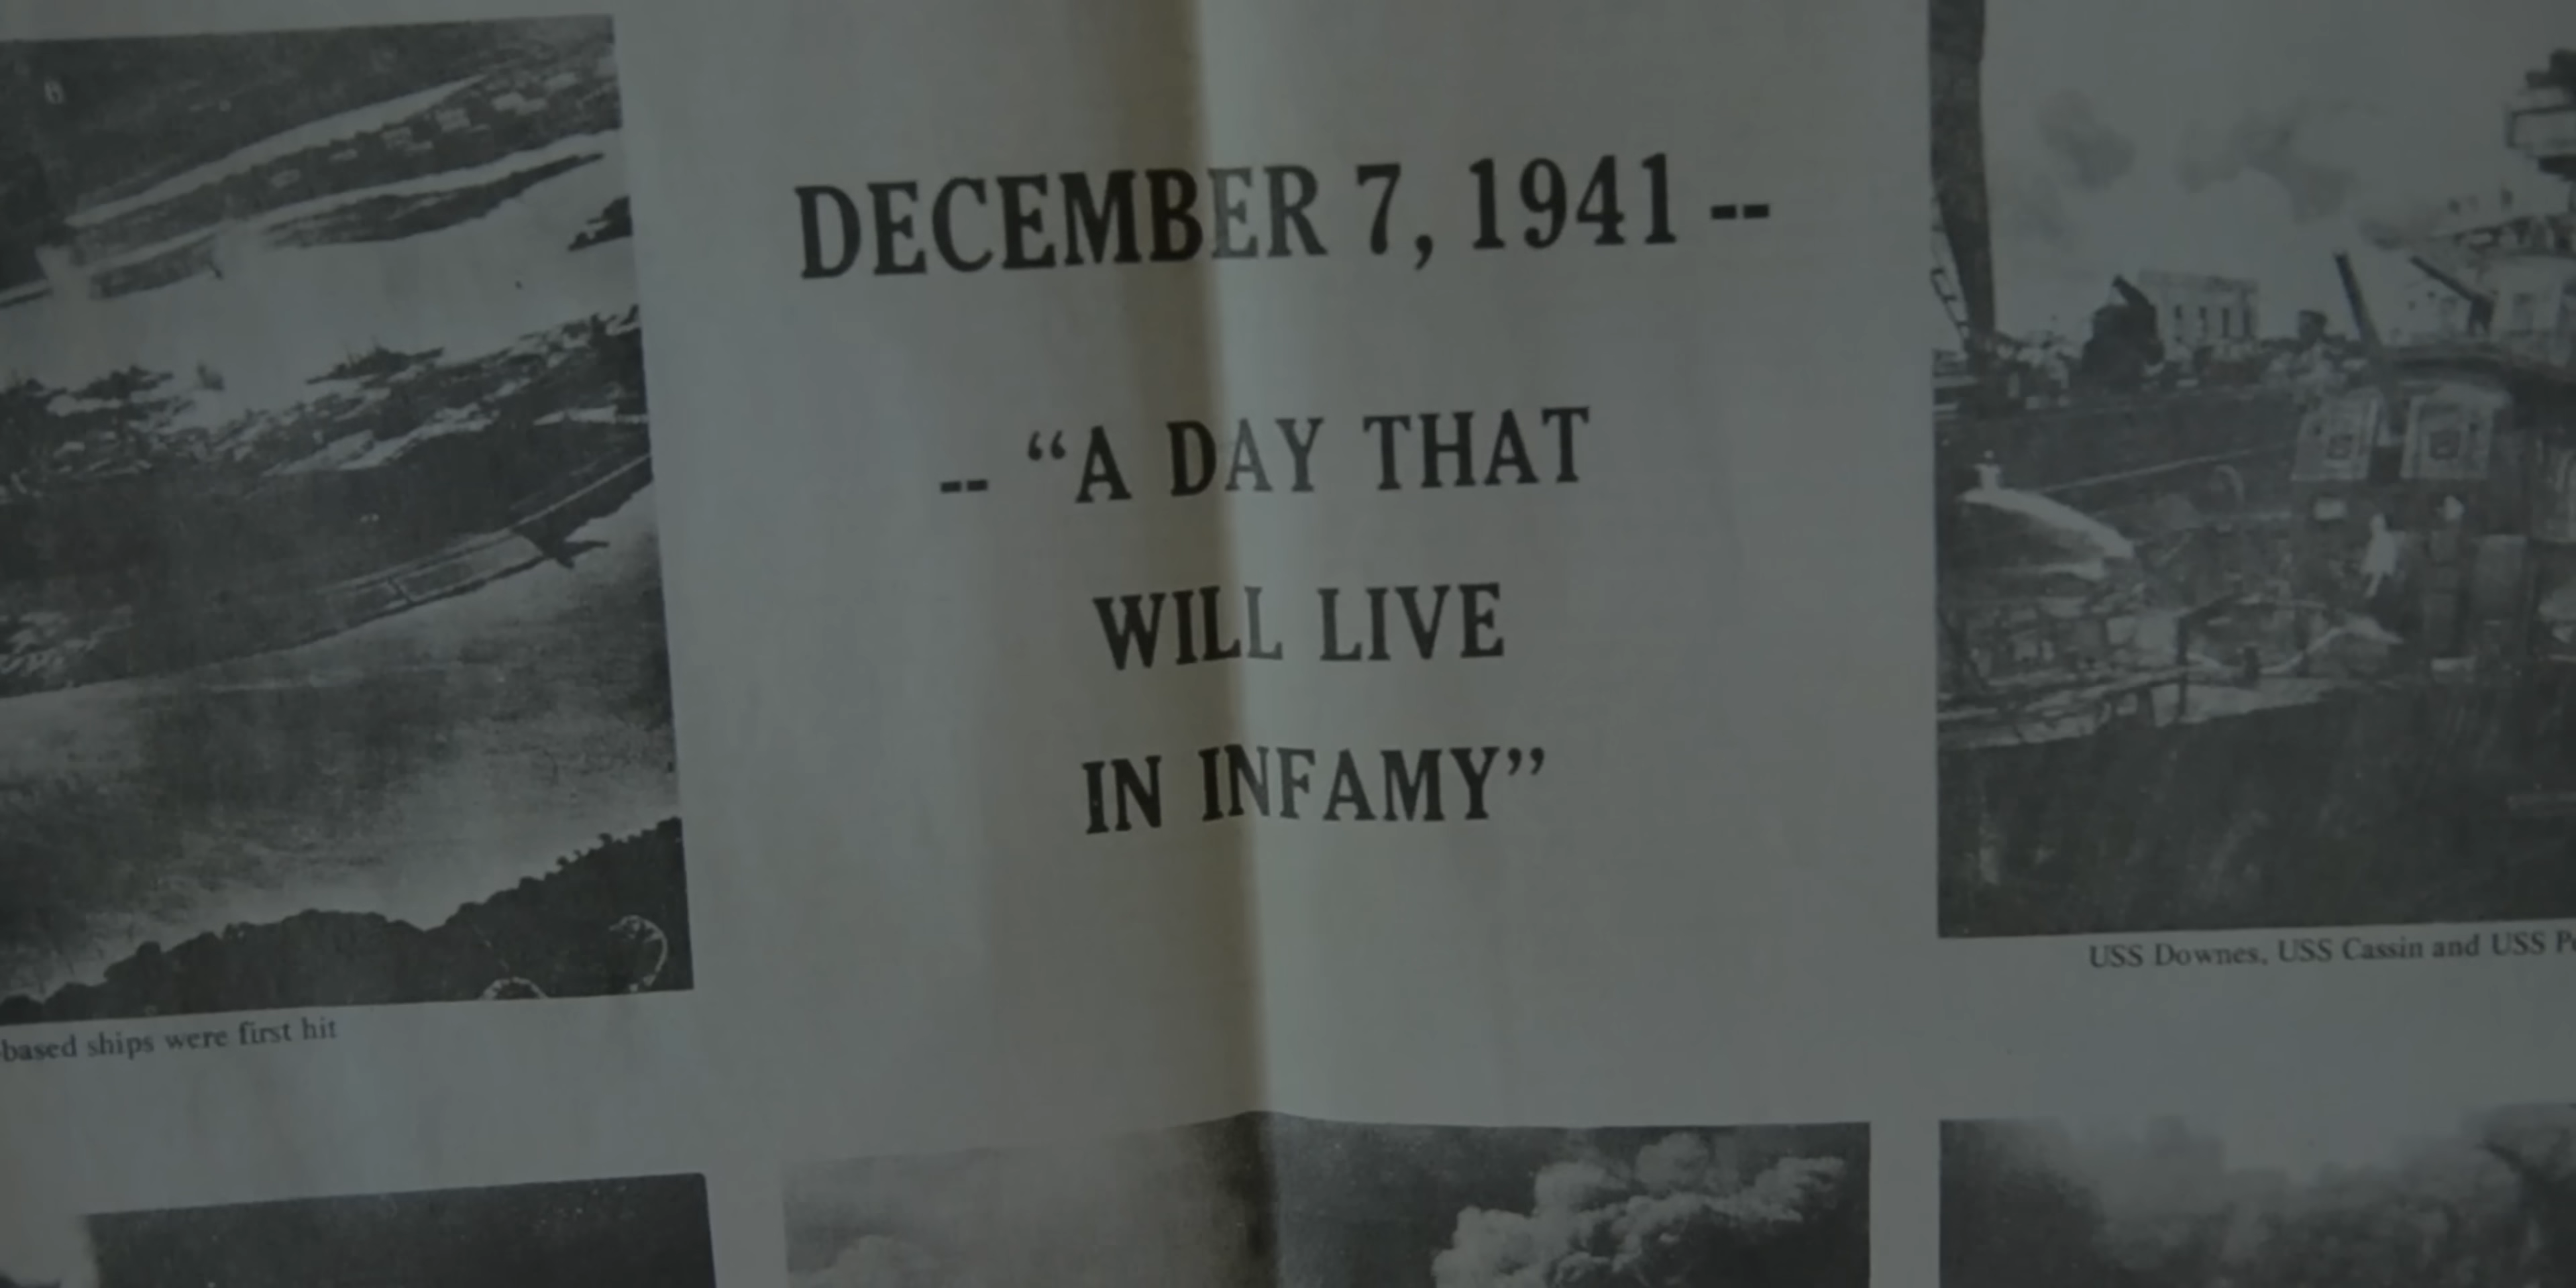 DECEMBER 7, 1941 --
-- “A DAY THAT
WILL LIVE
IN INFAMY”
USS Downes, USS Cassin and USS
-based ships were first hit